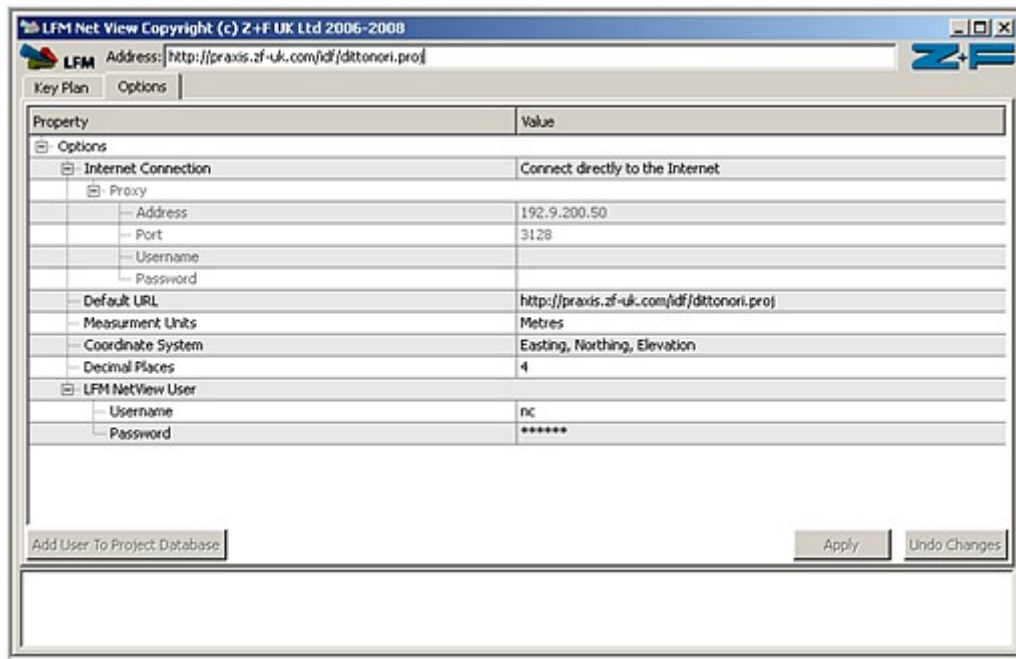 LFM Net View Copyright (c) Z+F UK Ltd 2006-2008
LFM Address: http://praxis.zf-uk.com/idf/dittonori.proj Z+F
Key Plan Options
Property Value
Options
Internet Connection Connect directly to the Internet
Proxy
Address 192.9.200.50
Port 3128
Username
Password
Default URL http://praxis.zf-uk.com/idf/dittonori.proj
Measurment Units Metres
Coordinate System Easting, Northing, Elevation
Decimal Places 4
LFM NetView User
Username nc
Password ******
Add User To Project Database Apply Undo Changes